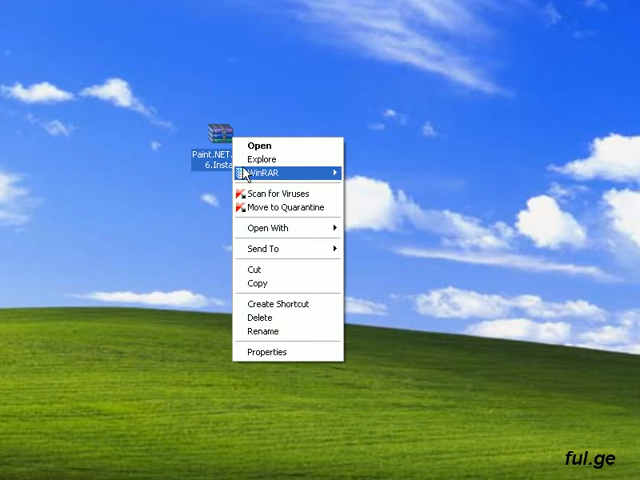 Paint.NET.
6.Insta
Open
Explore
WinRAR
Scan for Viruses
Move to Quarantine
Open With
Send To
Cut
Copy
Create Shortcut
Delete
Rename
Properties
ful.ge